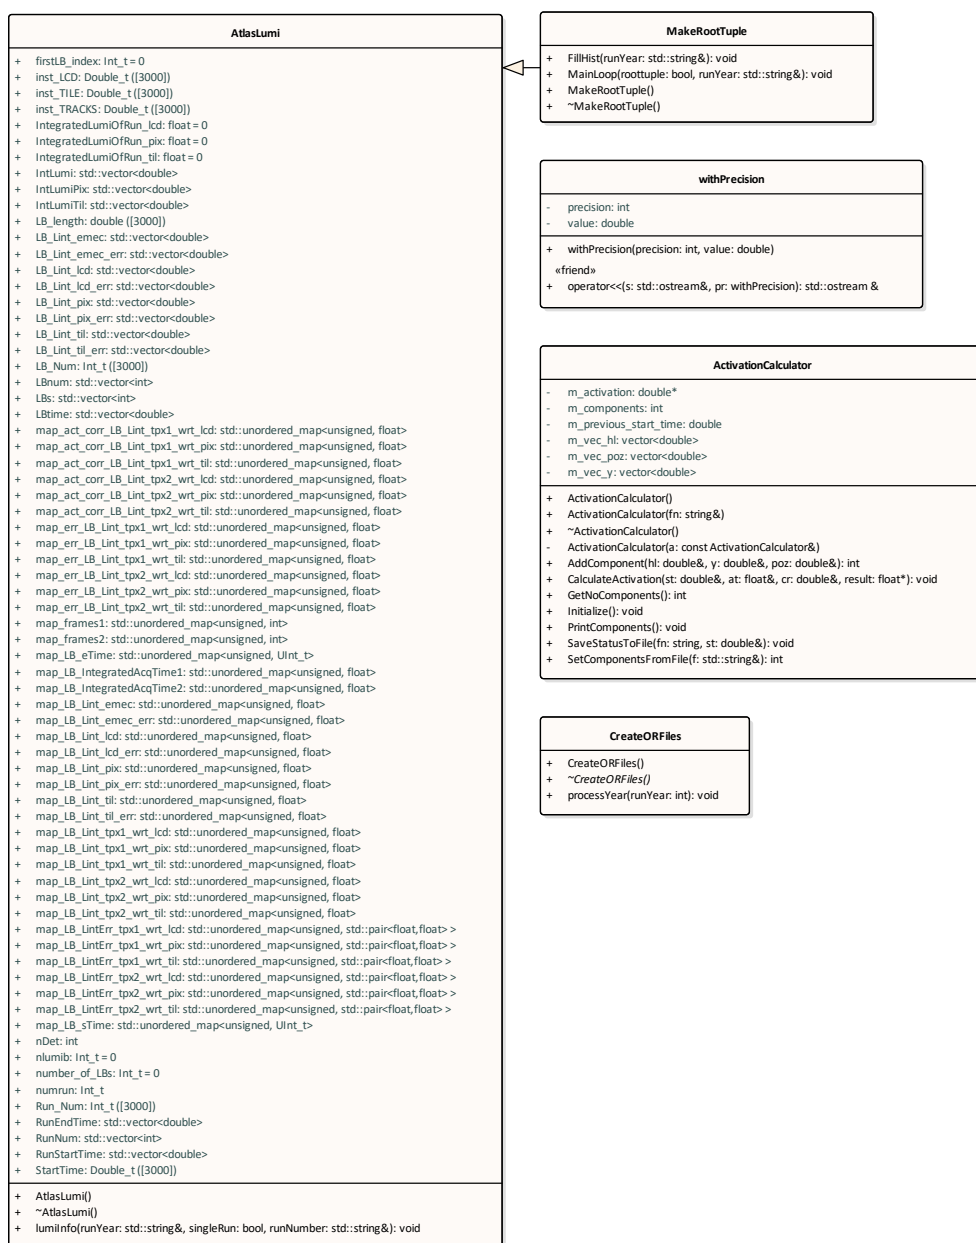 AtlasLumi
+ firstLB_index: Int_t = 0
+ inst_LCD: Double_t ([3000])
+ inst_TILE: Double_t ([3000])
+ inst_TRACKS: Double_t ([3000])
+ IntegratedLumiOfRun_lcd: float = 0
+ IntegratedLumiOfRun_pix: float = 0
+ IntegratedLumiOfRun_til: float = 0
+ IntLumi: std::vector<double>
+ IntLumiPix: std::vector<double>
+ IntLumiTil: std::vector<double>
+ LB_length: double ([3000])
+ LB_Lint_emec: std::vector<double>
+ LB_Lint_emec_err: std::vector<double>
+ LB_Lint_lcd: std::vector<double>
+ LB_Lint_lcd_err: std::vector<double>
+ LB_Lint_pix: std::vector<double>
+ LB_Lint_pix_err: std::vector<double>
+ LB_Lint_til: std::vector<double>
+ LB_Lint_til_err: std::vector<double>
+ LB_Num: Int_t ([3000])
+ LBnum: std::vector<int>
+ LBs: std::vector<int>
+ LBtime: std::vector<double>
+ map_act_corr_LB_Lint_tpx1_wrt_lcd: std::unordered_map<unsigned, float>
+ map_act_corr_LB_Lint_tpx1_wrt_pix: std::unordered_map<unsigned, float>
+ map_act_corr_LB_Lint_tpx1_wrt_til: std::unordered_map<unsigned, float>
+ map_act_corr_LB_Lint_tpx2_wrt_lcd: std::unordered_map<unsigned, float>
+ map_act_corr_LB_Lint_tpx2_wrt_pix: std::unordered_map<unsigned, float>
+ map_act_corr_LB_Lint_tpx2_wrt_til: std::unordered_map<unsigned, float>
+ map_err_LB_Lint_tpx1_wrt_lcd: std::unordered_map<unsigned, float>
+ map_err_LB_Lint_tpx1_wrt_pix: std::unordered_map<unsigned, float>
+ map_err_LB_Lint_tpx1_wrt_til: std::unordered_map<unsigned, float>
+ map_err_LB_Lint_tpx2_wrt_lcd: std::unordered_map<unsigned, float>
+ map_err_LB_Lint_tpx2_wrt_pix: std::unordered_map<unsigned, float>
+ map_err_LB_Lint_tpx2_wrt_til: std::unordered_map<unsigned, float>
+ map_frames1: std::unordered_map<unsigned, int>
+ map_frames2: std::unordered_map<unsigned, int>
+ map_LB_eTime: std::unordered_map<unsigned, UInt_t>
+ map_LB_IntegratedAcqTime1: std::unordered_map<unsigned, float>
+ map_LB_IntegratedAcqTime2: std::unordered_map<unsigned, float>
+ map_LB_Lint_emec: std::unordered_map<unsigned, float>
+ map_LB_Lint_emec_err: std::unordered_map<unsigned, float>
+ map_LB_Lint_lcd: std::unordered_map<unsigned, float>
+ map_LB_Lint_lcd_err: std::unordered_map<unsigned, float>
+ map_LB_Lint_pix: std::unordered_map<unsigned, float>
+ map_LB_Lint_pix_err: std::unordered_map<unsigned, float>
+ map_LB_Lint_til: std::unordered_map<unsigned, float>
+ map_LB_Lint_til_err: std::unordered_map<unsigned, float>
+ map_LB_Lint_tpx1_wrt_lcd: std::unordered_map<unsigned, float>
+ map_LB_Lint_tpx1_wrt_pix: std::unordered_map<unsigned, float>
+ map_LB_Lint_tpx1_wrt_til: std::unordered_map<unsigned, float>
+ map_LB_Lint_tpx2_wrt_lcd: std::unordered_map<unsigned, float>
+ map_LB_Lint_tpx2_wrt_pix: std::unordered_map<unsigned, float>
+ map_LB_Lint_tpx2_wrt_til: std::unordered_map<unsigned, float>
+ map_LB_LintErr_tpx1_wrt_lcd: std::unordered_map<unsigned, std::pair<float,float> >
+ map_LB_LintErr_tpx1_wrt_pix: std::unordered_map<unsigned, std::pair<float,float> >
+ map_LB_LintErr_tpx1_wrt_til: std::unordered_map<unsigned, std::pair<float,float> >
+ map_LB_LintErr_tpx2_wrt_lcd: std::unordered_map<unsigned, std::pair<float,float> >
+ map_LB_LintErr_tpx2_wrt_pix: std::unordered_map<unsigned, std::pair<float,float> >
+ map_LB_LintErr_tpx2_wrt_til: std::unordered_map<unsigned, std::pair<float,float> >
+ map_LB_sTime: std::unordered_map<unsigned, UInt_t>
+ nDet: int
+ nlumib: Int_t = 0
+ number_of_LBs: Int_t = 0
+ numrun: Int_t
+ Run_Num: Int_t ([3000])
+ RunEndTime: std::vector<double>
+ RunNum: std::vector<int>
+ RunStartTime: std::vector<double>
+ StartTime: Double_t ([3000])
+ AtlasLumi()
+ ~AtlasLumi()
+ lumiInfo(runYear: std::string&, singleRun: bool, runNumber: std::string&): void
MakeRootTuple
+ FillHist(runYear: std::string&): void
+ MainLoop(roottuple: bool, runYear: std::string&): void
+ MakeRootTuple()
+ ~MakeRootTuple()
withPrecision
- precision: int
- value: double
+ withPrecision(precision: int, value: double)
«friend»
+ operator<<(s: std::ostream&, pr: withPrecision): std::ostream &
ActivationCalculator
- m_activation: double*
- m_components: int
- m_previous_start_time: double
- m_vec_hl: vector<double>
- m_vec_poz: vector<double>
- m_vec_y: vector<double>
+ ActivationCalculator()
+ ActivationCalculator(fn: string&)
+ ~ActivationCalculator()
- ActivationCalculator(a: const ActivationCalculator&)
+ AddComponent(hl: double&, y: double&, poz: double&): int
+ CalculateActivation(st: double&, at: float&, cr: double&, result: float*): void
+ GetNoComponents(): int
+ Initialize(): void
+ PrintComponents(): void
+ SaveStatusToFile(fn: string, st: double&): void
+ SetComponentsFromFile(f: std::string&): int
CreateORFiles
+ CreateORFiles()
+ ~CreateORFiles()
+ processYear(runYear: int): void